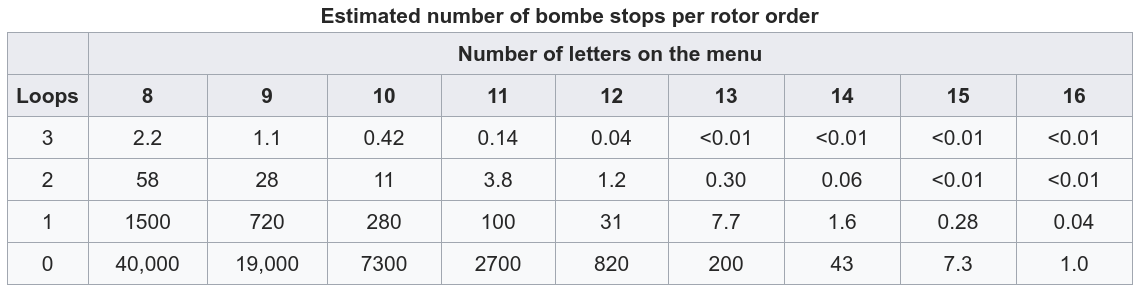 Estimated number of bombe stops per rotor order
Number of letters on the menu
Loops 8 9 10 11 12 13 14 15 16
3 2.2 1.1 0.42 0.14 0.04 <0.01 <0.01 <0.01 <0.01
2 58 28 11 3.8 1.2 0.30 0.06 <0.01 <0.01
1 1500 720 280 100 31 7.7 1.6 0.28 0.04
0 40,000 19,000 7300 2700 820 200 43 7.3 1.0